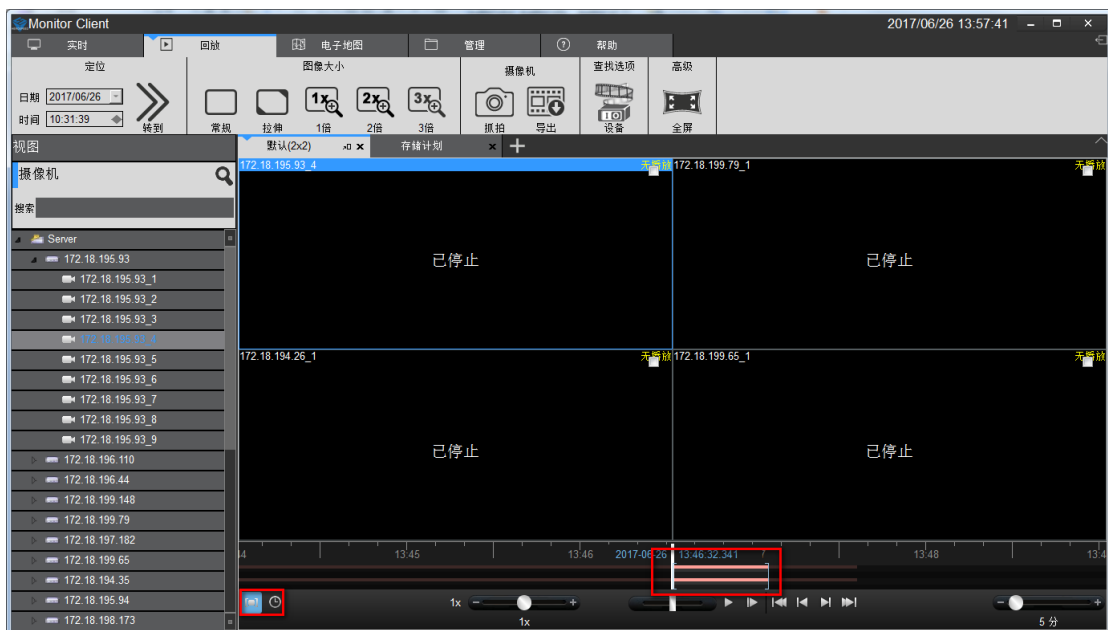 Monitor Client
2017/06/26 13:57:41
实时
回放
电子地图
管理
帮助
定位
日期 2017/06/26
时间 10:31:39
转到
图像大小
常规
拉伸
1x
1倍
2x
2倍
3x
3倍
摄像机
抓拍
导出
查找选项
设备
高级
全屏
视图
默认(2x2)
存储计划
摄像机
搜索
Server
172.18.195.93
172.18.195.93_1
172.18.195.93_2
172.18.195.93_3
172.18.195.93_4
172.18.195.93_5
172.18.195.93_6
172.18.195.93_7
172.18.195.93_8
172.18.195.93_9
172.18.196.110
172.18.196.44
172.18.199.148
172.18.199.79
172.18.197.182
172.18.199.65
172.18.194.35
172.18.195.94
172.18.198.173
172.18.195.93_4
已停止
172.18.199.79_1
已停止
172.18.194.26_1
已停止
172.18.199.65_1
已停止
13:45
13:46
2017-06-26 13:46:32.341
13:48
1x
1x
5 分